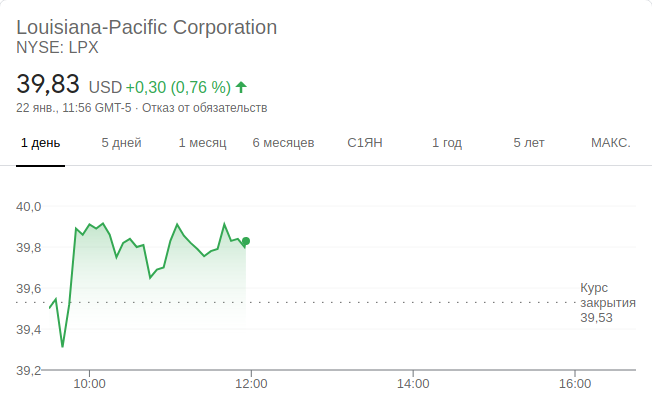 Louisiana-Pacific Corporation
NYSE: LPX
39,83 USD +0,30 (0,76 %)
22 янв., 11:56 GMT-5 · Отказ от обязательств
1 день 5 дней 1 месяц 6 месяцев С1ЯН 1 год 5 лет МАКС.
40,0
39,8
39,6
39,4
39,2
Курс
закрытия
39,53
10:00 12:00 14:00 16:00